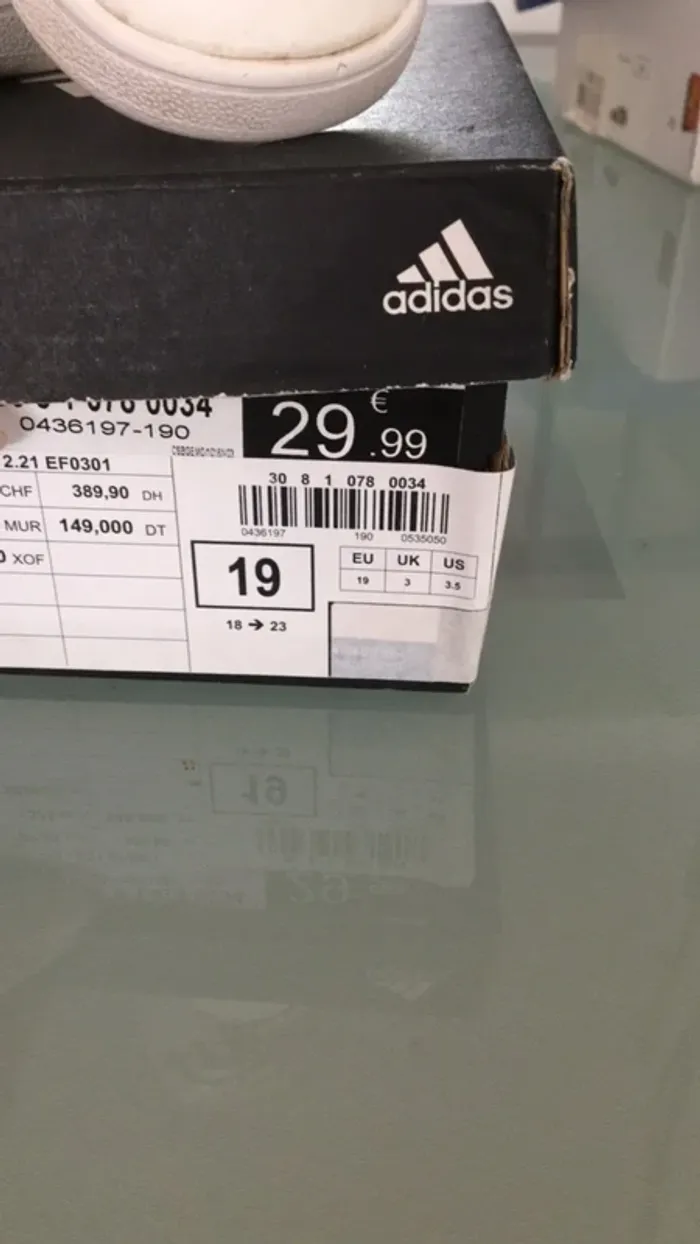 adidas
0034
0436197-190
€
29.99
2.21 EF0301
CHF 389,90 DH
MUR 149,000 DT
XOF
30 8 1 078 0034
0436197 190 0535050
19
EU UK US
19 3 3.5
18 → 23